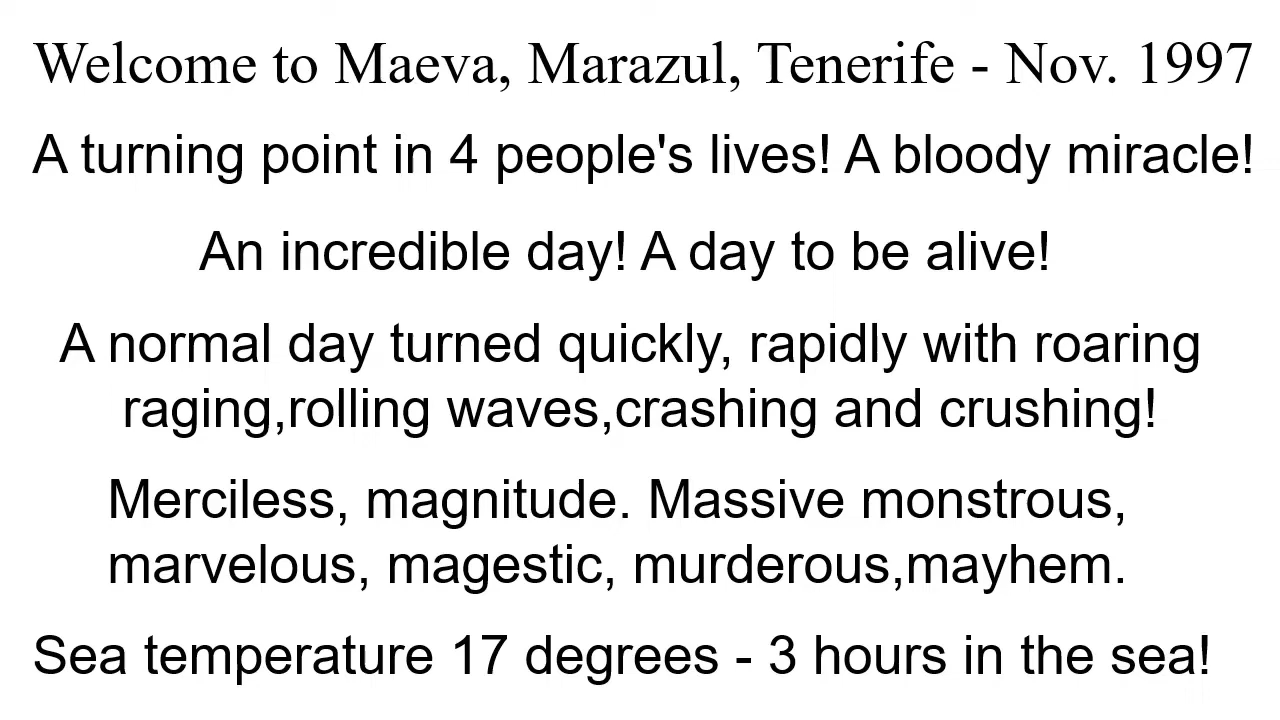 Welcome to Maeva, Marazul, Tenerife - Nov. 1997
A turning point in 4 people's lives! A bloody miracle!
An incredible day! A day to be alive!
A normal day turned quickly, rapidly with roaring
raging,rolling waves,crashing and crushing!
Merciless, magnitude. Massive monstrous,
marvelous, magestic, murderous,mayhem.
Sea temperature 17 degrees - 3 hours in the sea!